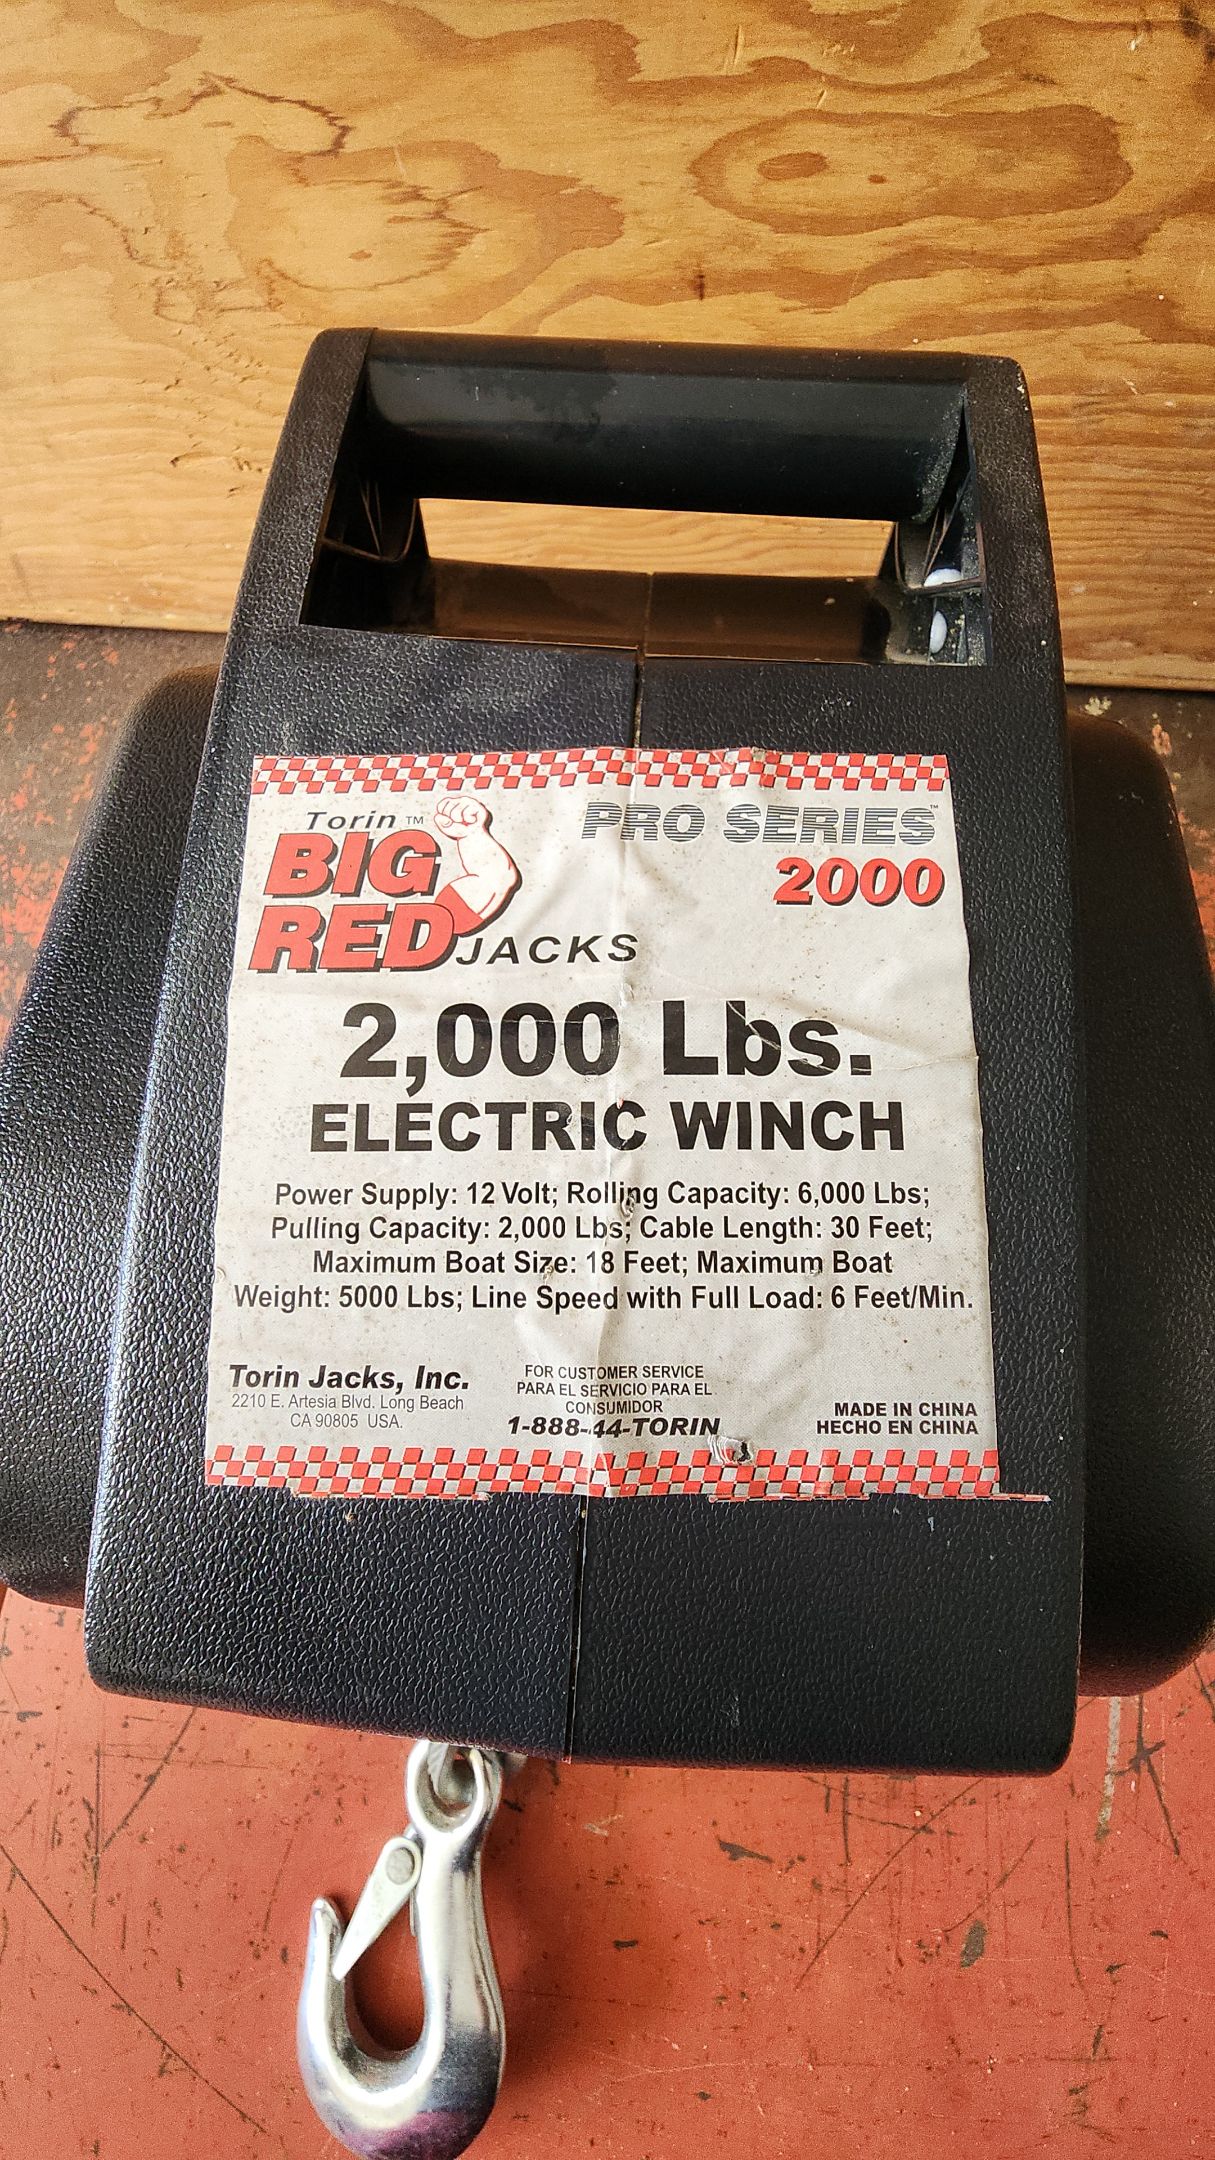 Torin™
BIG
RED JACKS
PRO SERIES™
2000
2,000 Lbs.
ELECTRIC WINCH
Power Supply: 12 Volt; Rolling Capacity: 6,000 Lbs;
Pulling Capacity: 2,000 Lbs; Cable Length: 30 Feet;
Maximum Boat Size: 18 Feet; Maximum Boat
Weight: 5000 Lbs; Line Speed with Full Load: 6 Feet/Min.
Torin Jacks, Inc.
2210 E. Artesia Blvd. Long Beach
CA 90805 USA.
FOR CUSTOMER SERVICE
PARA EL SERVICIO PARA EL
CONSUMIDOR
1-888-44-TORIN
MADE IN CHINA
HECHO EN CHINA